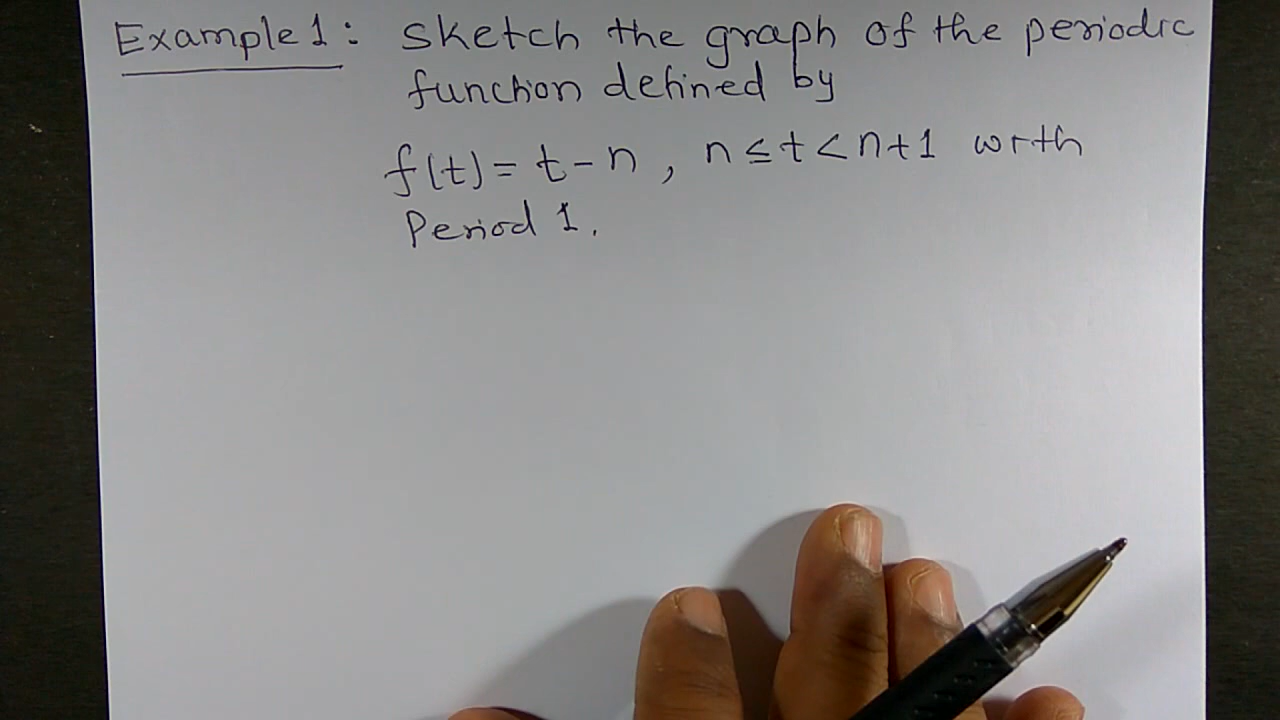 Example 1: Sketch the graph of the periodic
function defined by
f(t) = t - n, n ≤ t < n+1 with
Period 1.